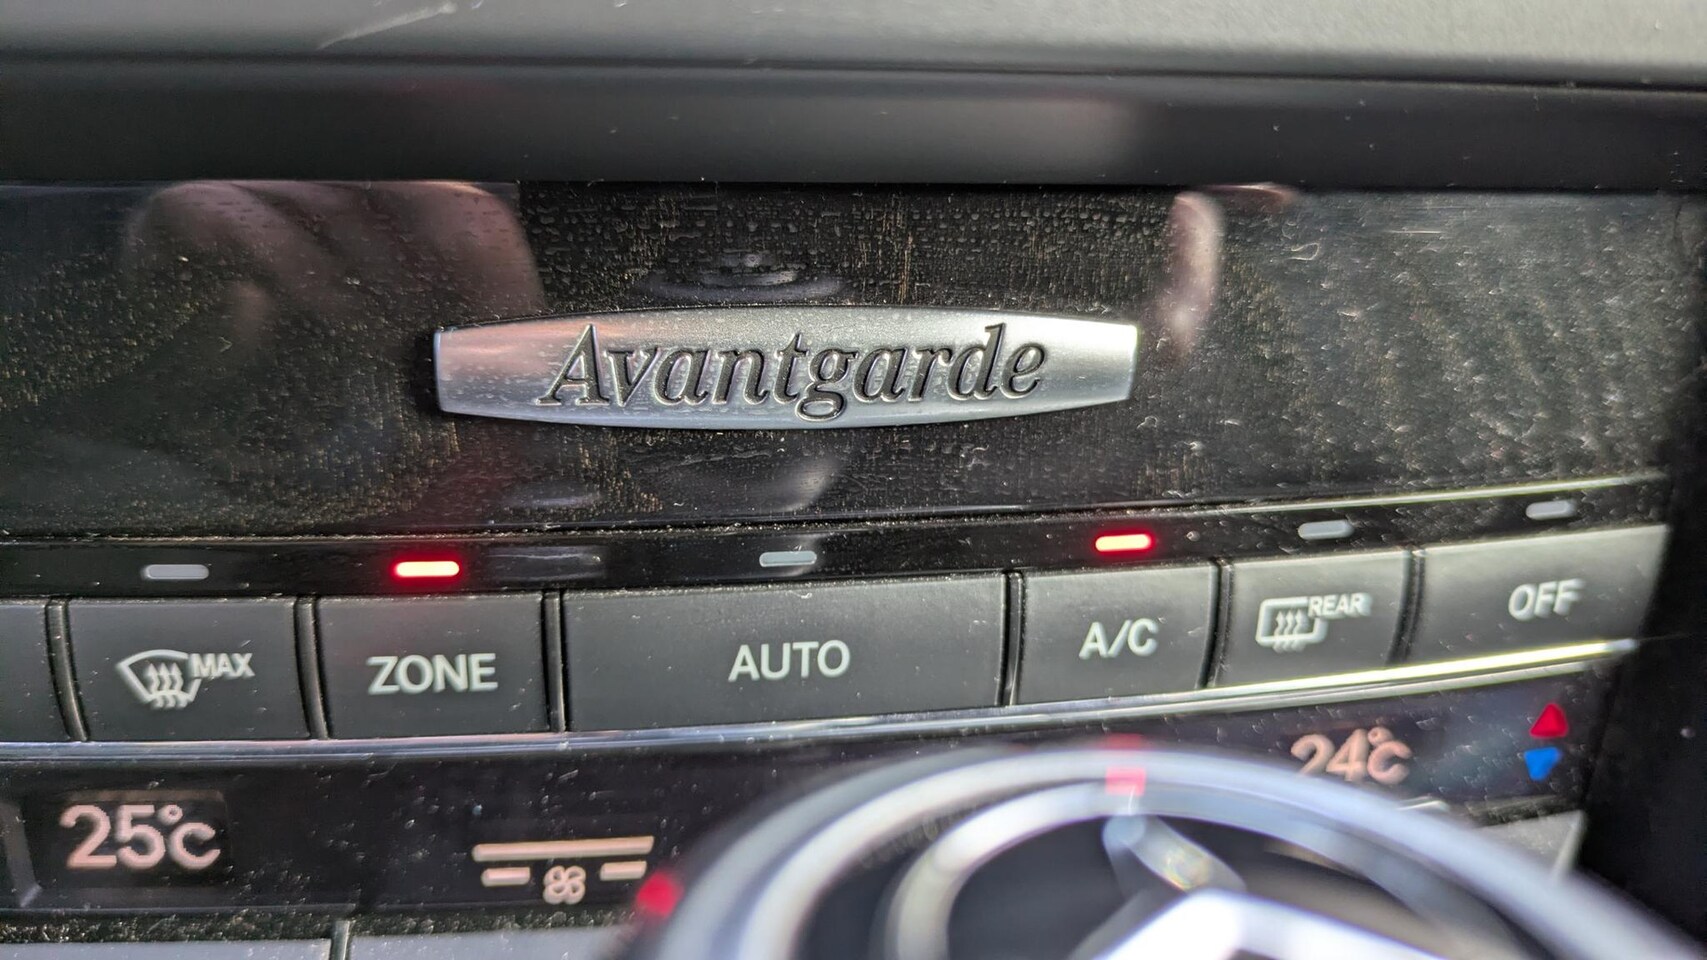 Avantgarde
MAX
ZONE
AUTO
A/C
REAR
OFF
25°C
24°C